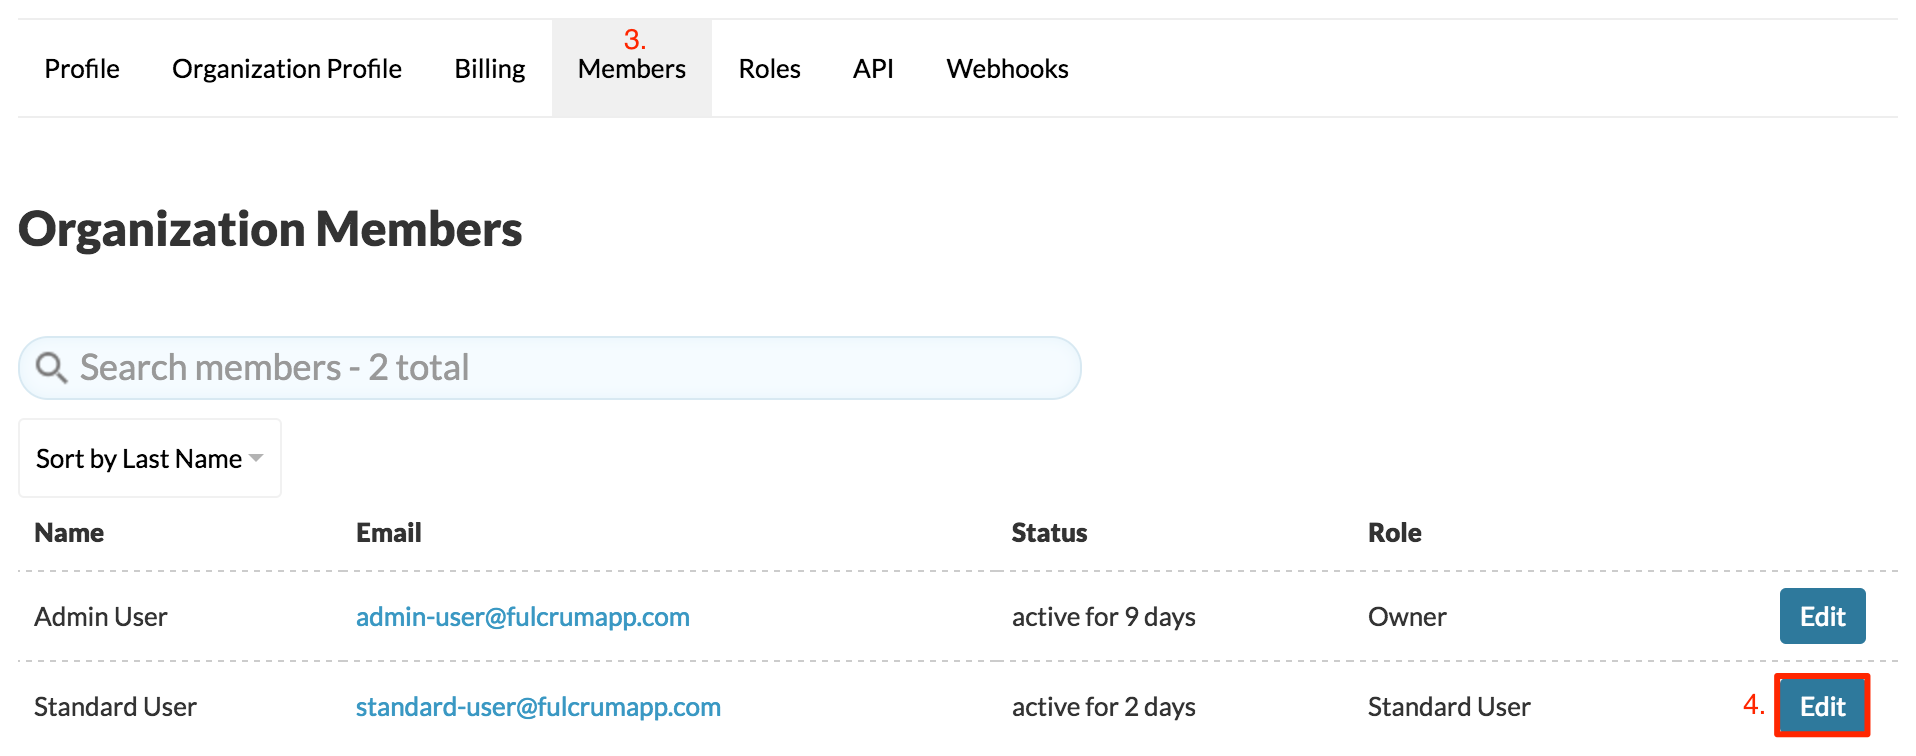 3.
Profile Organization Profile Billing Members Roles API Webhooks
Organization Members
Search members - 2 total
Sort by Last Name
Name Email Status Role
Admin User admin-user@fulcrumapp.com active for 9 days Owner Edit
Standard User standard-user@fulcrumapp.com active for 2 days Standard User 4. Edit